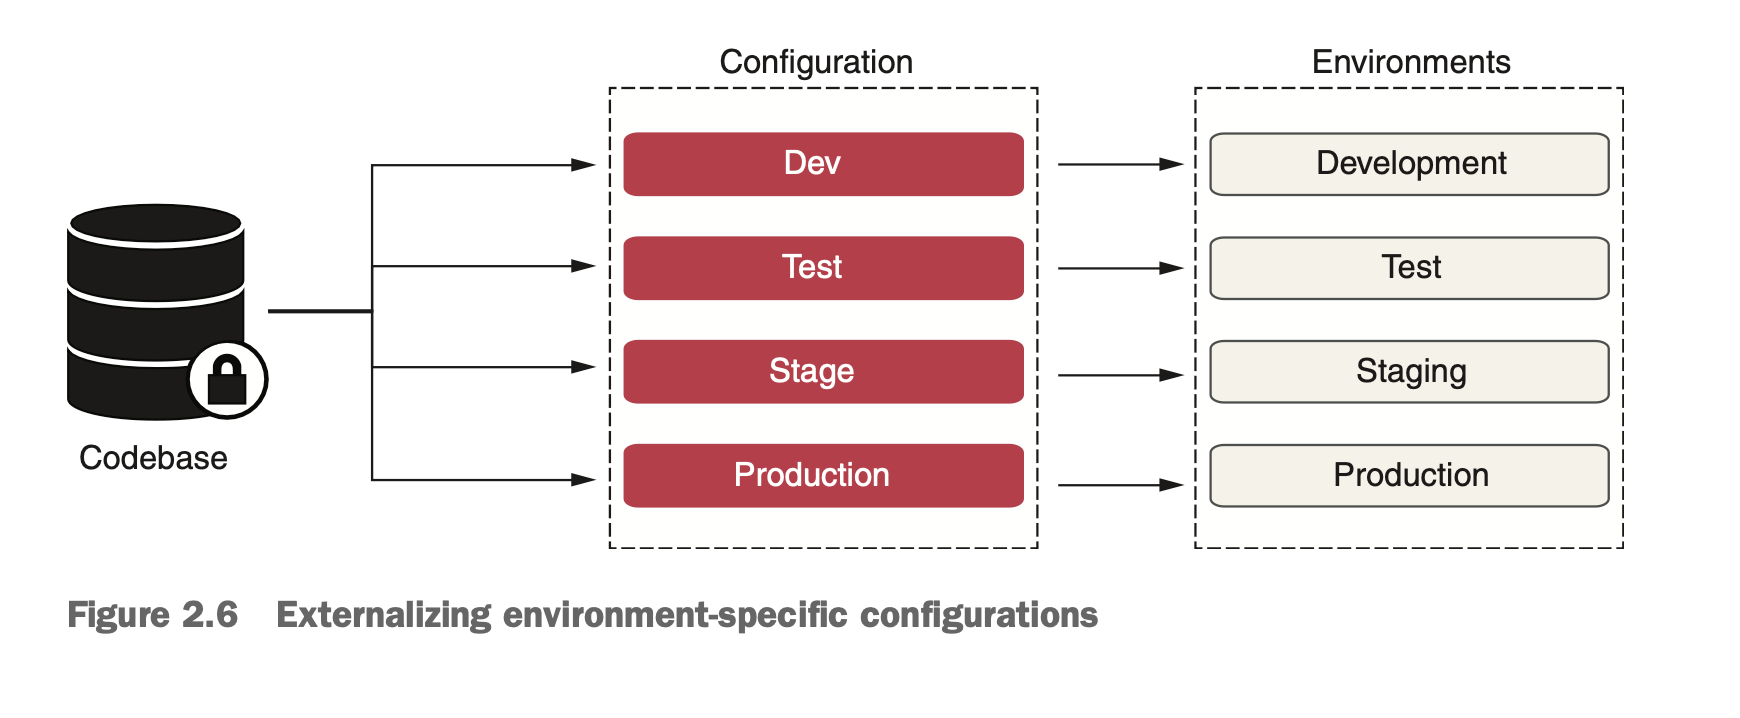 Configuration
Environments
Dev
Development
Test
Test
Stage
Staging
Production
Production
Codebase
Figure 2.6 Externalizing environment-specific configurations